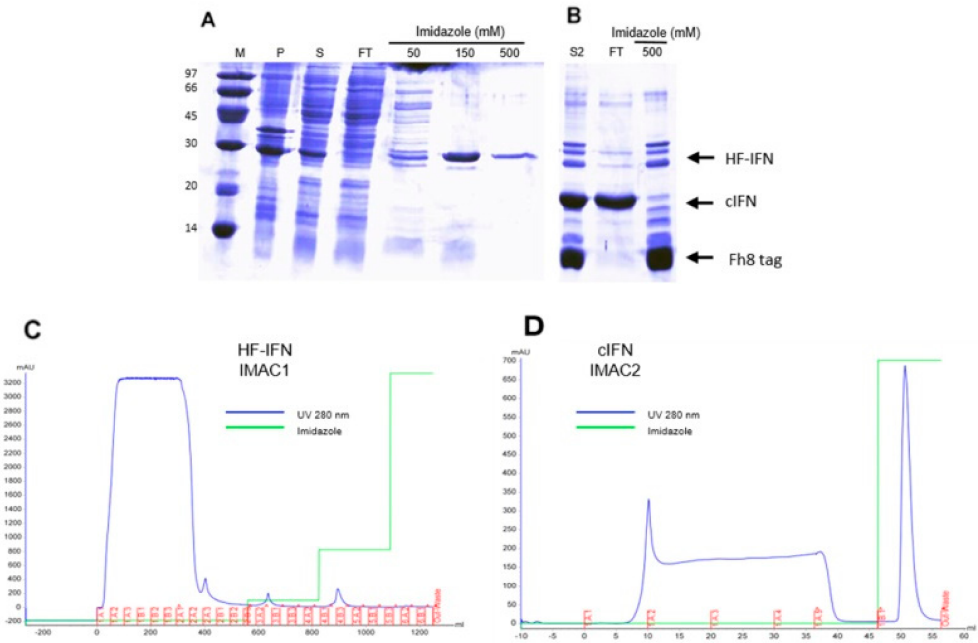 A
Imidazole (mM)
M P S FT 50 150 500
97
66
45
30
20
14
B
Imidazole (mM)
S2 FT 500
HF-IFN
cIFN
Fh8 tag
C
HF-IFN
IMAC1
mAU
UV 280 nm
Imidazole
3200
3000
2800
2600
2400
2200
2000
1800
1600
1400
1200
1000
800
600
400
200
0
-200
-200 0 200 400 600 800 1000 1200 ml
D
cIFN
IMAC2
mAU
UV 280 nm
Imidazole
700
650
600
550
500
450
400
350
300
250
200
150
100
50
0
-10 -5 0 5 10 15 20 25 30 35 40 45 50 55